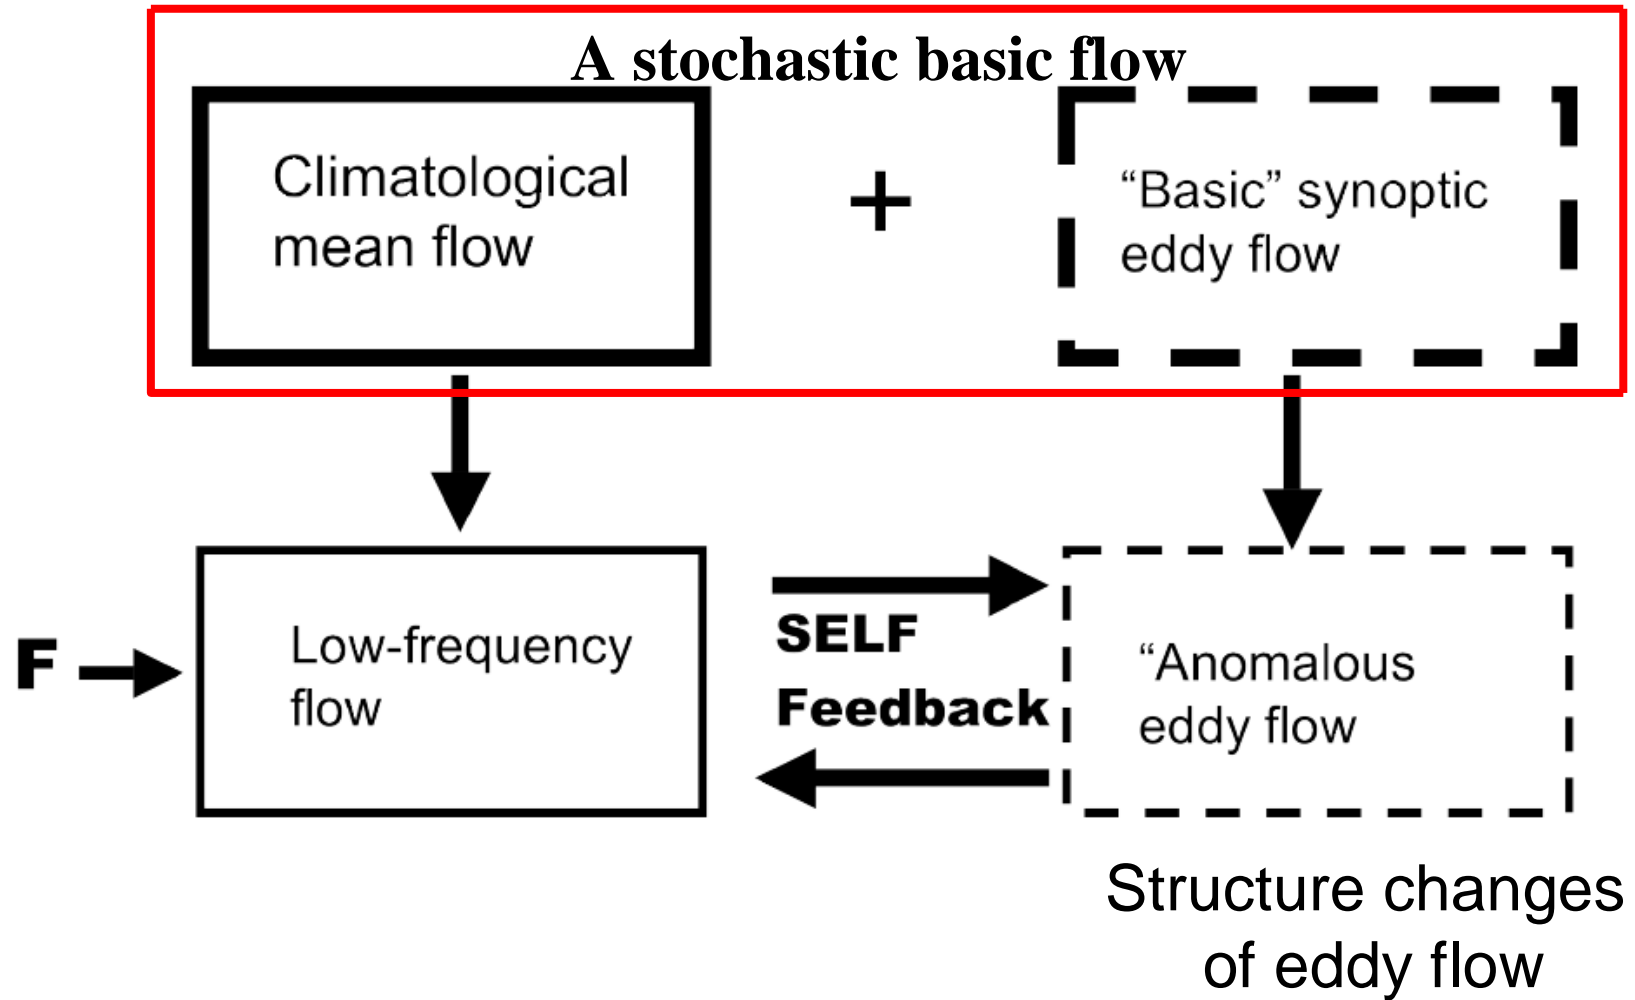 A stochastic basic flow
Climatological
mean flow
+
“Basic” synoptic
eddy flow
F
Low-frequency
flow
SELF
Feedback
“Anomalous
eddy flow
Structure changes
of eddy flow